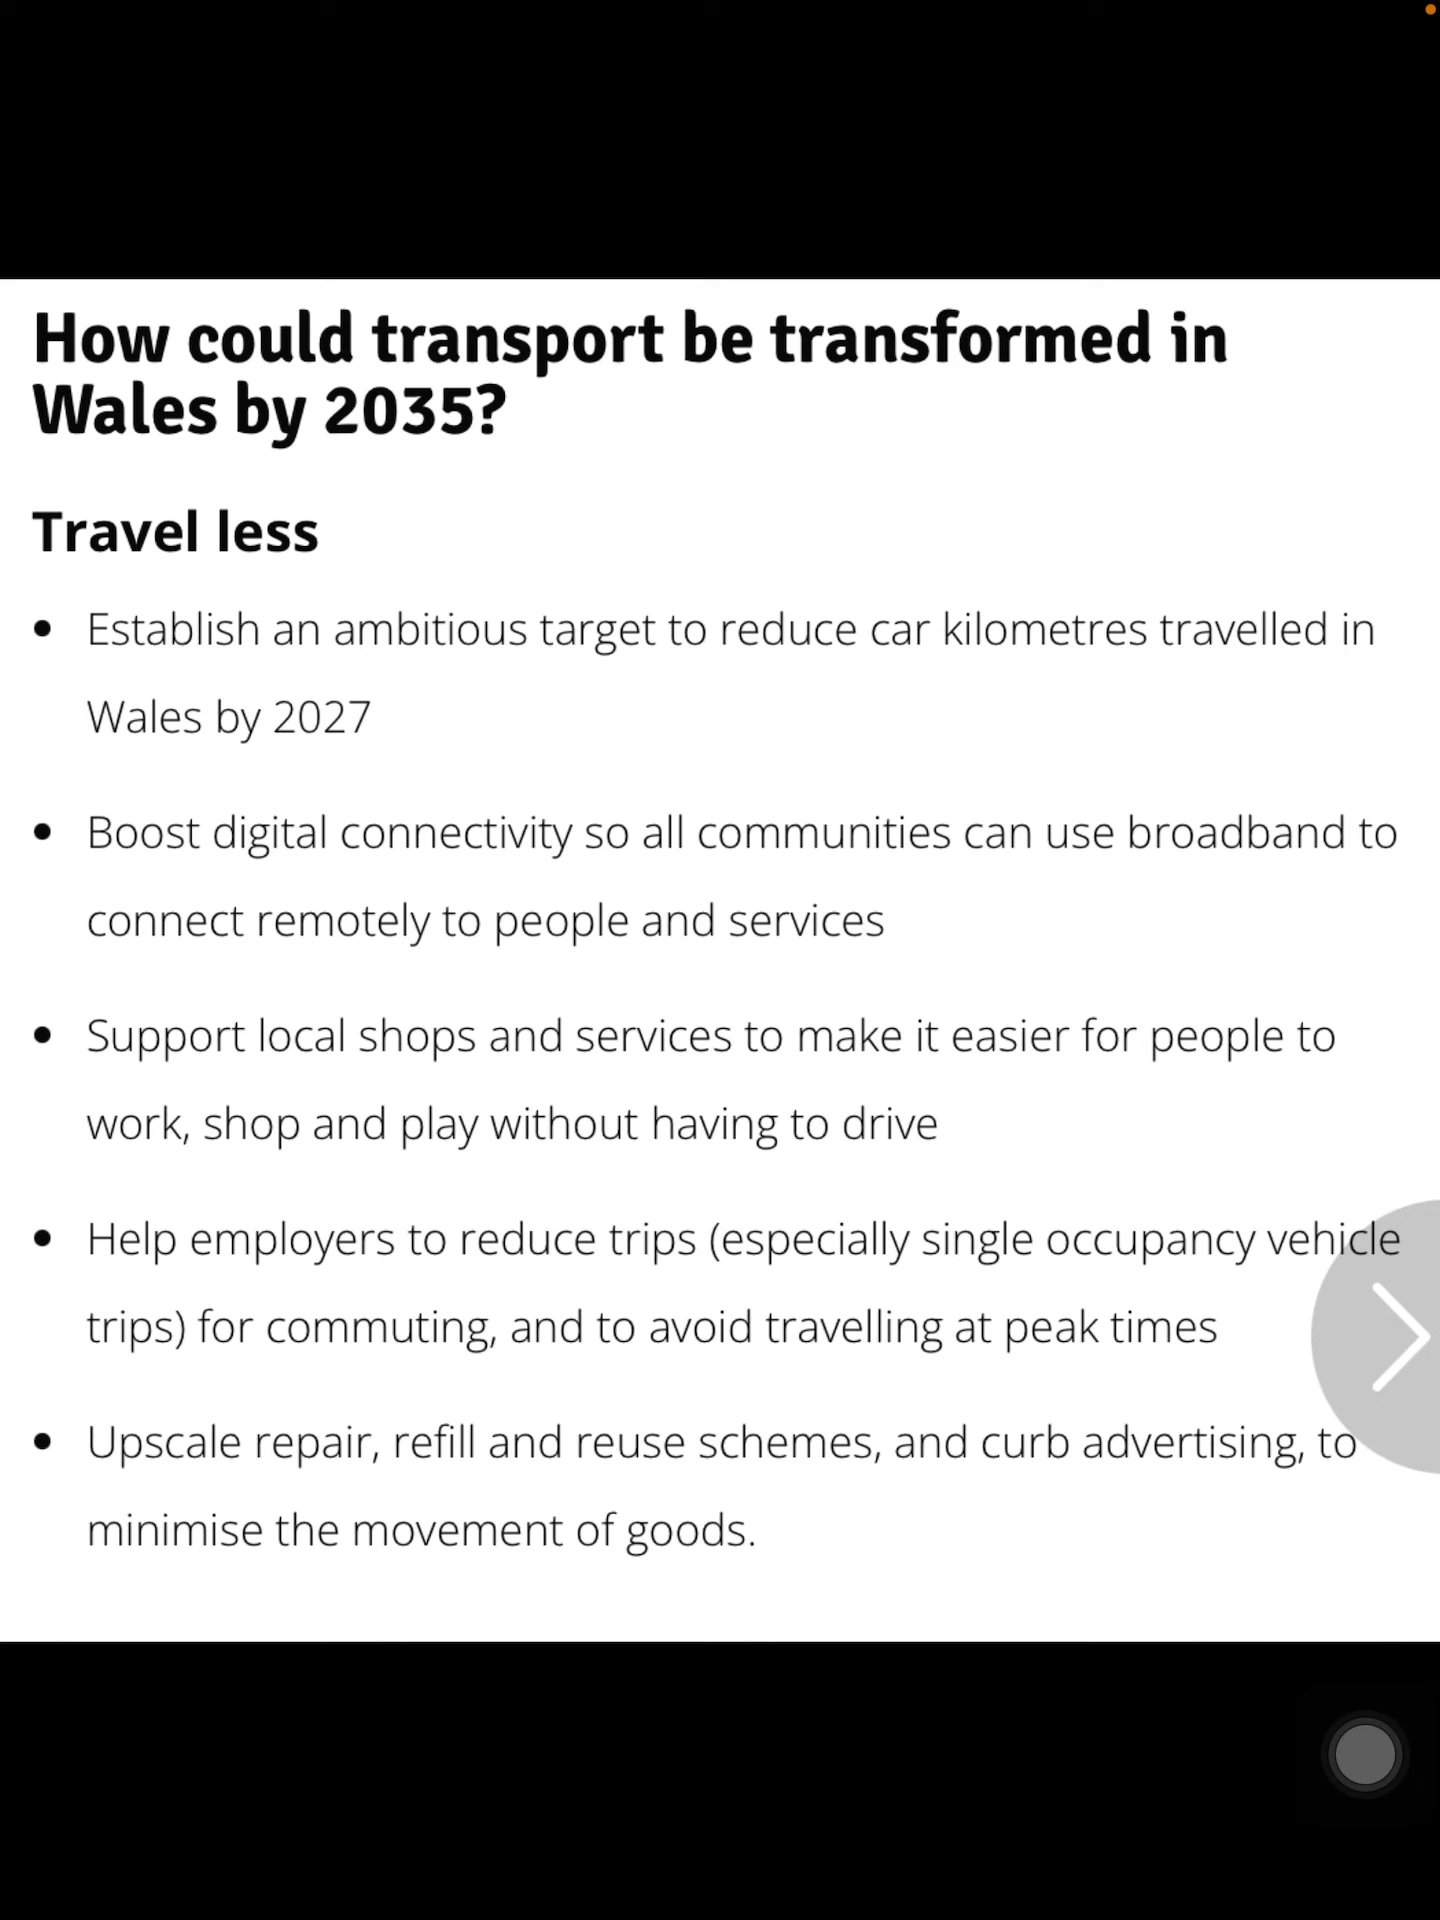 How could transport be transformed in
Wales by 2035?
Travel less
• Establish an ambitious target to reduce car kilometres travelled in
Wales by 2027
• Boost digital connectivity so all communities can use broadband to
connect remotely to people and services
• Support local shops and services to make it easier for people to
work, shop and play without having to drive
• Help employers to reduce trips (especially single occupancy vehicle
trips) for commuting, and to avoid travelling at peak times
• Upscale repair, refill and reuse schemes, and curb advertising, to
minimise the movement of goods.